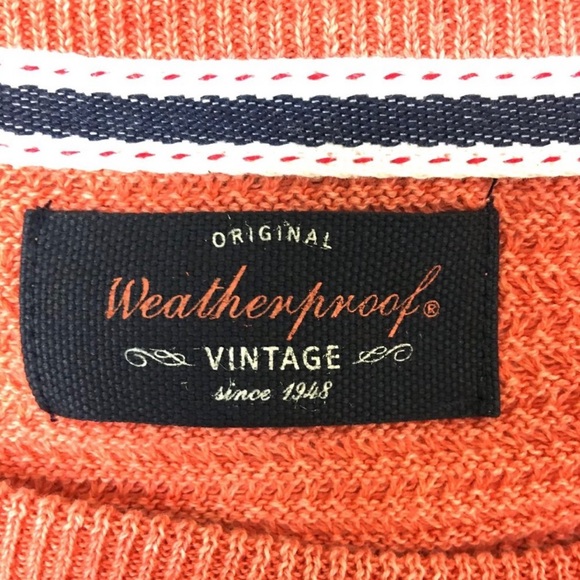 ORIGINAL
Weatherproof®
VINTAGE
since 1948